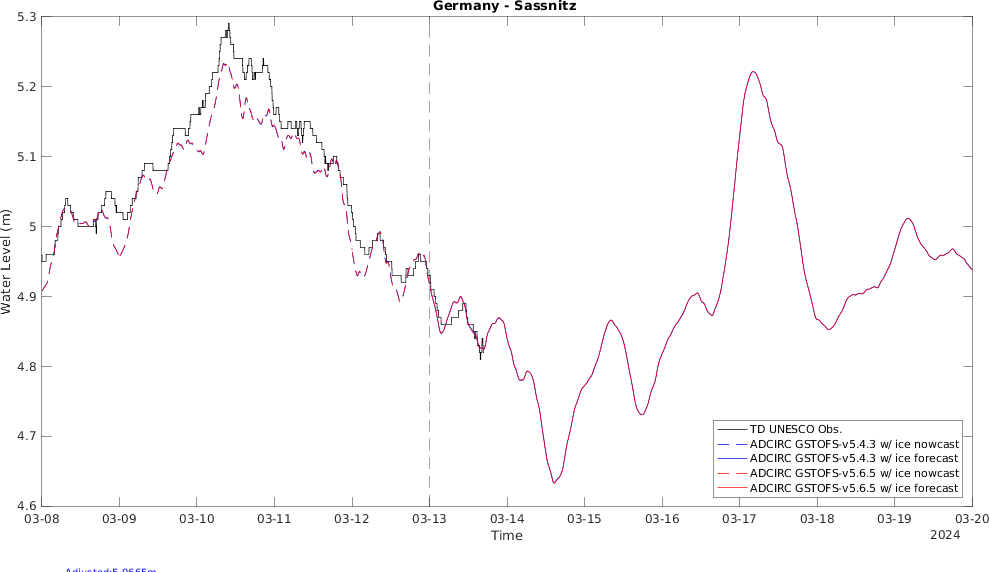 Germany - Sassnitz
5.3
5.2
5.1
5
4.9
4.8
4.7
4.6
Water Level (m)
03-08 03-09 03-10 03-11 03-12 03-13 03-14 03-15 03-16 03-17 03-18 03-19 03-20
Time
2024
TD UNESCO Obs.
ADCIRC GSTOFS-v5.4.3 w/ ice nowcast
ADCIRC GSTOFS-v5.4.3 w/ ice forecast
ADCIRC GSTOFS-v5.6.5 w/ ice nowcast
ADCIRC GSTOFS-v5.6.5 w/ ice forecast